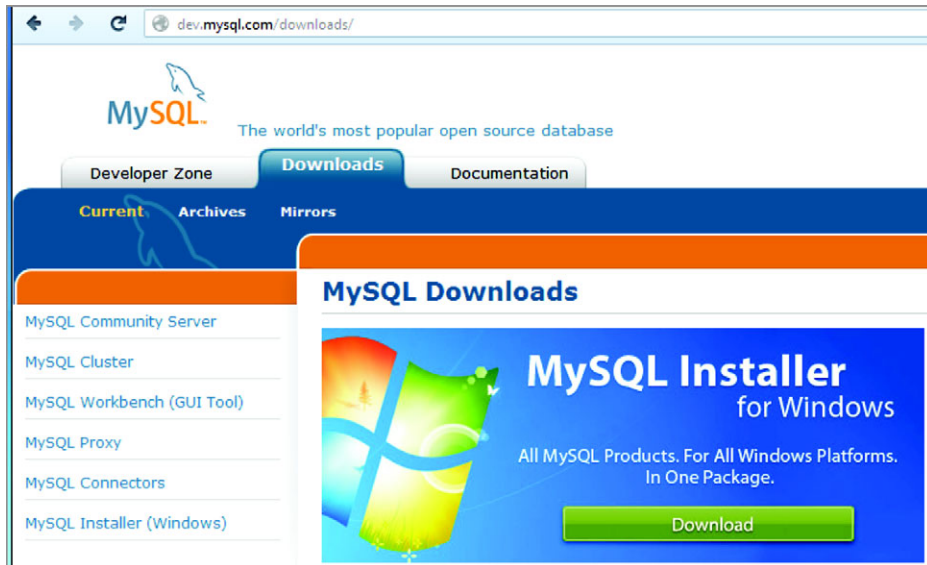 dev.mysql.com/downloads/
MySQL™
The world's most popular open source database
Developer Zone
Downloads
Documentation
Current
Archives
Mirrors
MySQL Downloads
MySQL Community Server
MySQL Cluster
MySQL Workbench (GUI Tool)
MySQL Proxy
MySQL Connectors
MySQL Installer (Windows)
MySQL Installer
for Windows
All MySQL Products. For All Windows Platforms.
In One Package.
Download